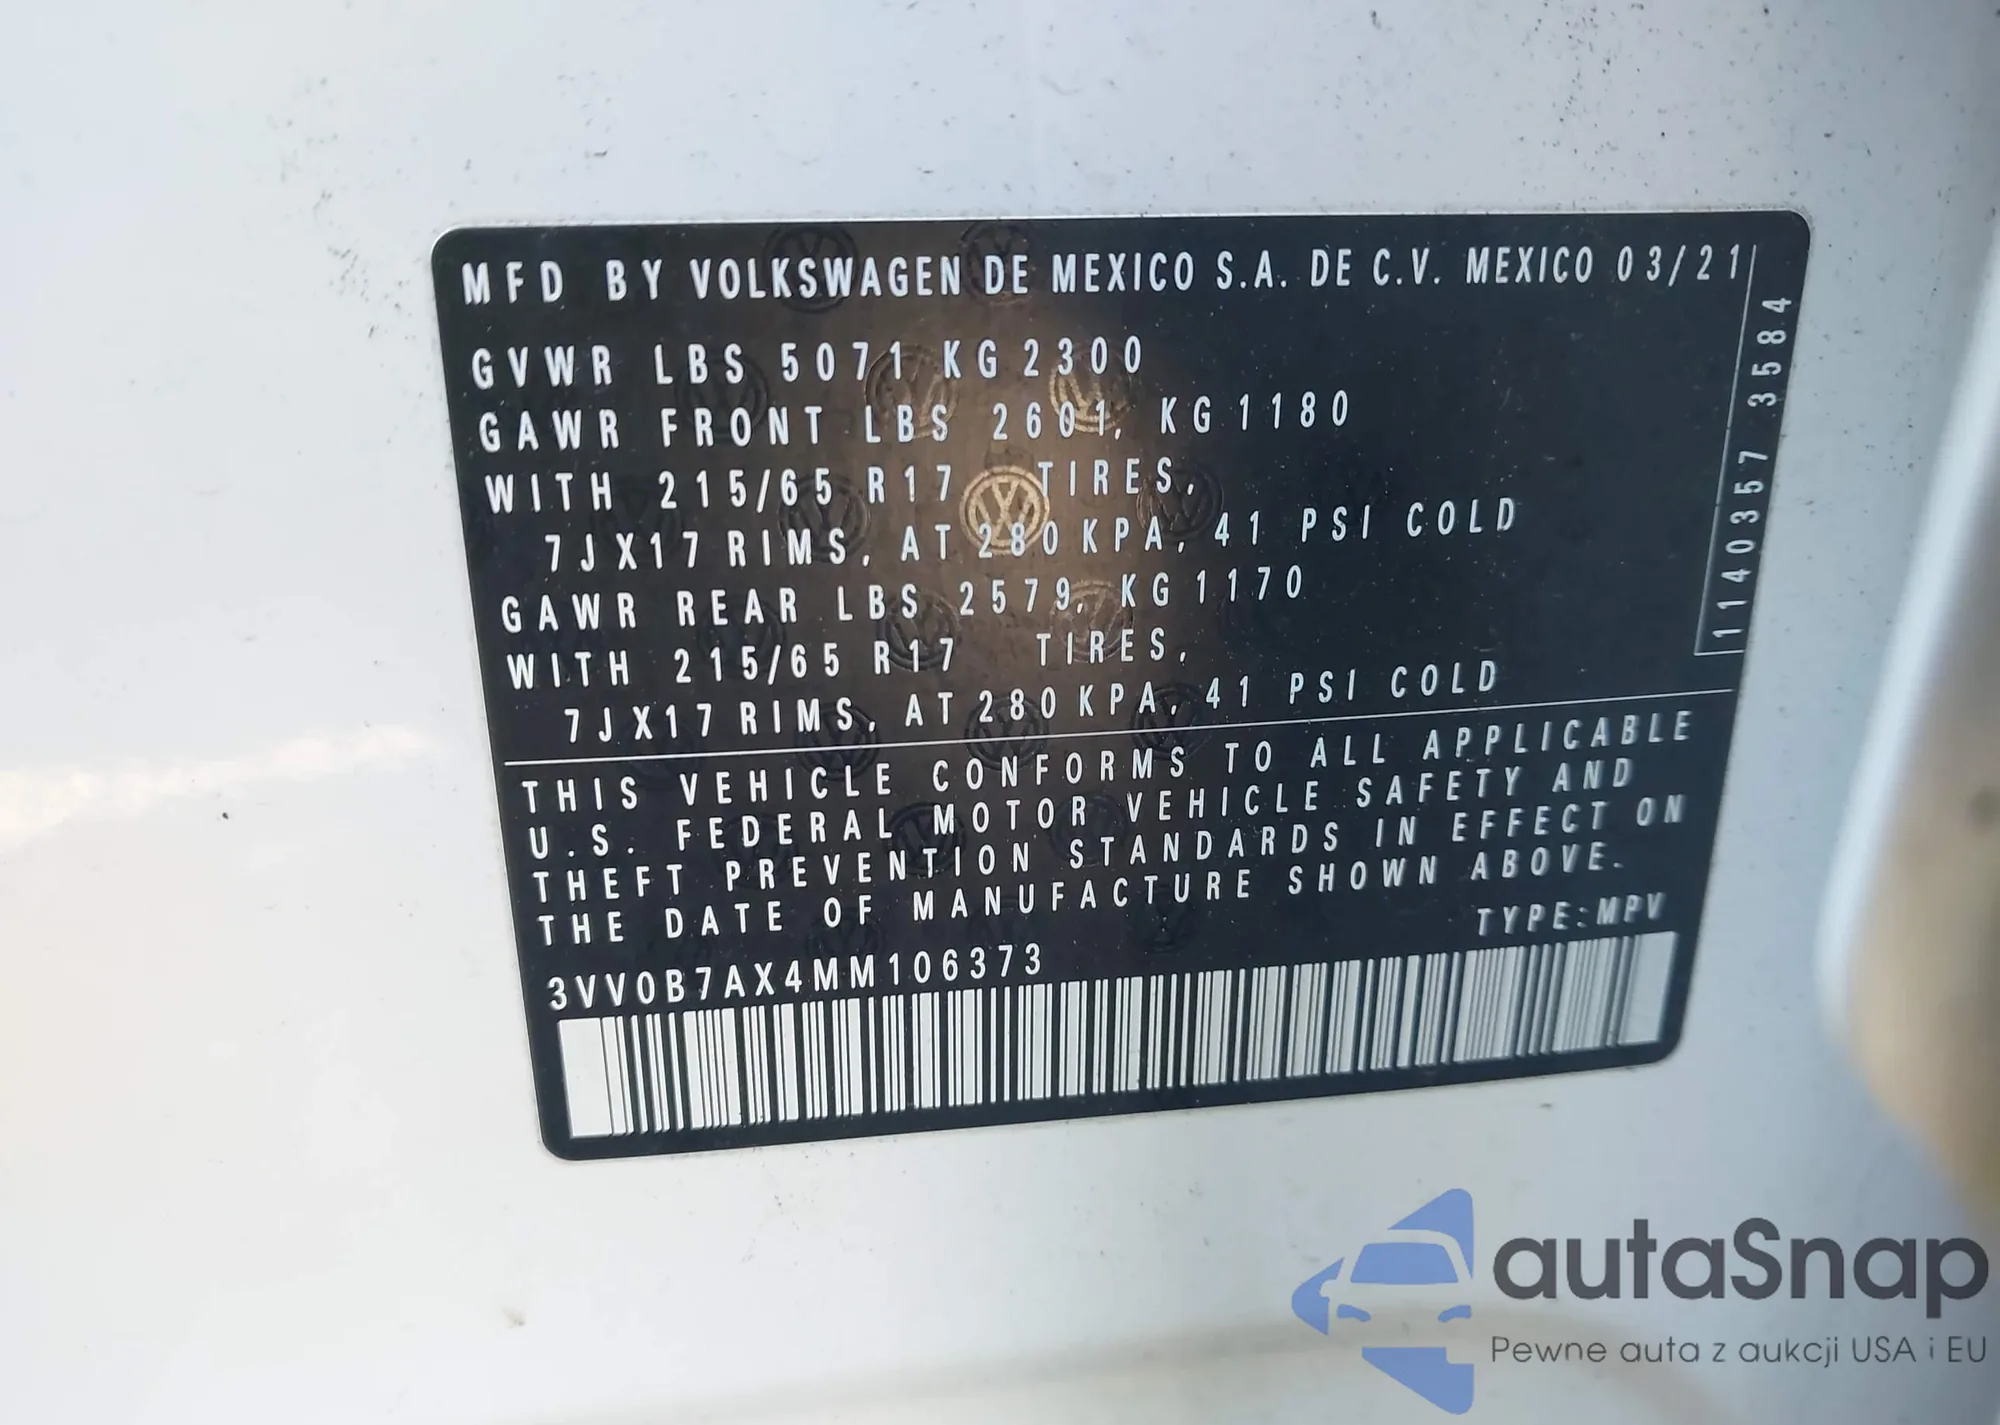 MFD BY VOLKSWAGEN DE MEXICO S.A. DE C.V. MEXICO 03/21
GVWR LBS 5071 KG 2300
GAWR FRONT LBS 2601, KG 1180
WITH 215/65 R17 TIRES,
7JX17 RIMS, AT 280 KPA, 41 PSI COLD
GAWR REAR LBS 2579, KG 1170
WITH 215/65 R17 TIRES,
7JX17 RIMS, AT 280 KPA, 41 PSI COLD
1140357 3584
THIS VEHICLE CONFORMS TO ALL APPLICABLE
U.S. FEDERAL MOTOR VEHICLE SAFETY AND
THEFT PREVENTION STANDARDS IN EFFECT ON
THE DATE OF MANUFACTURE SHOWN ABOVE.
TYPE:MPV
3VV0B7AX4MM106373
autaSnap
Pewne auta z aukcji USA i EU